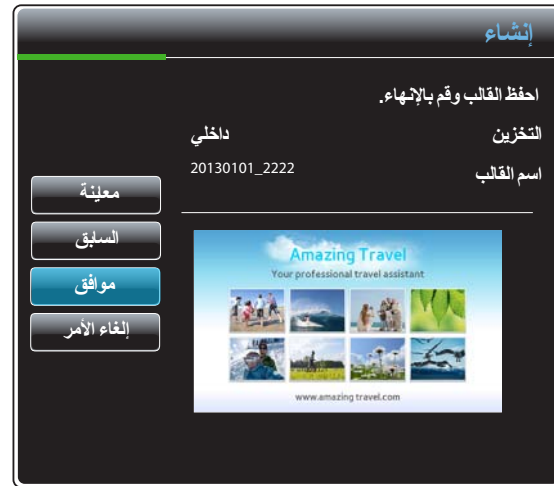 إنشاء
احفظ القالب وقم بالإنهاء.
التخزين داخلي
اسم القالب 20130101_2222
معاينة
السابق
موافق
إلغاء الأمر
Amazing Travel
Your professional travel assistant
www.amazing travel.com